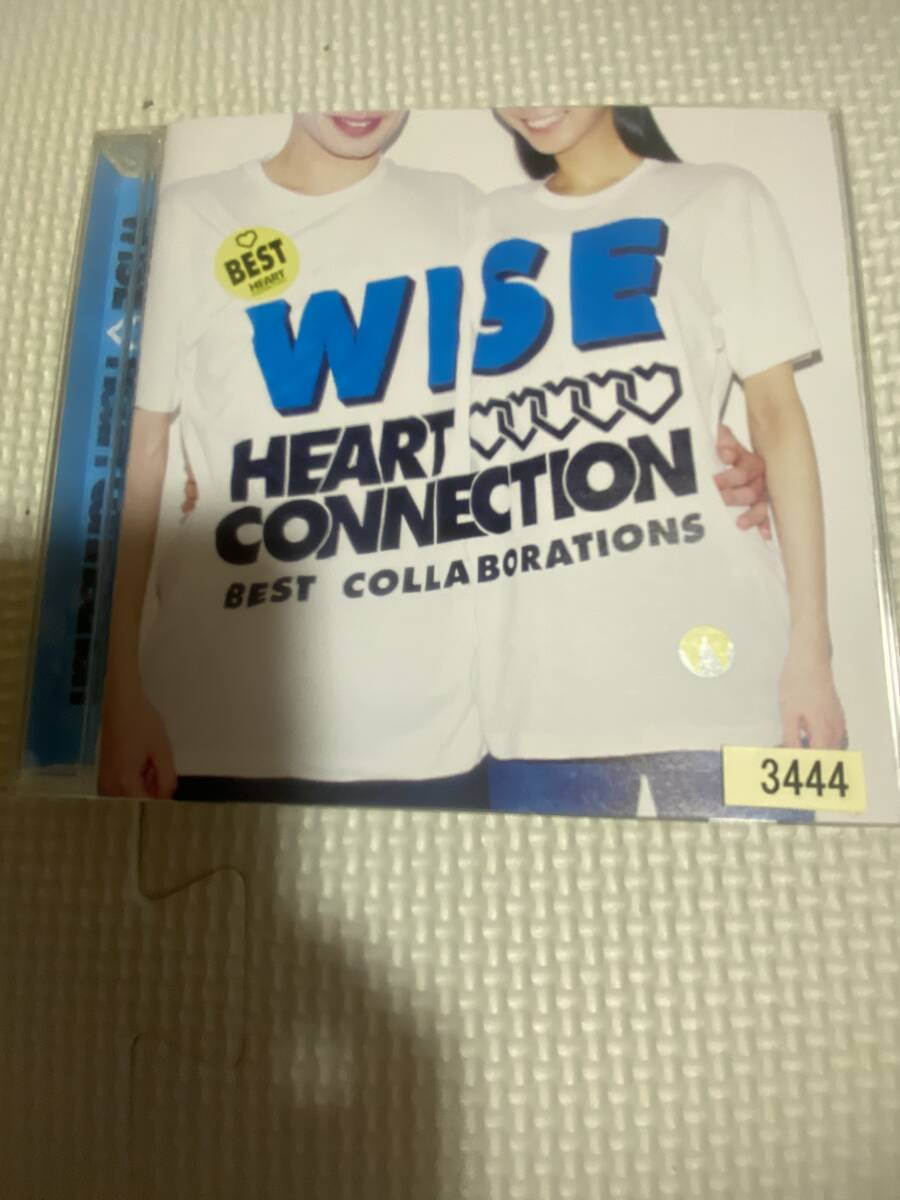 BEST
HEART
WISE
HEART
CONNECTION
BEST COLLABORATIONS
3444